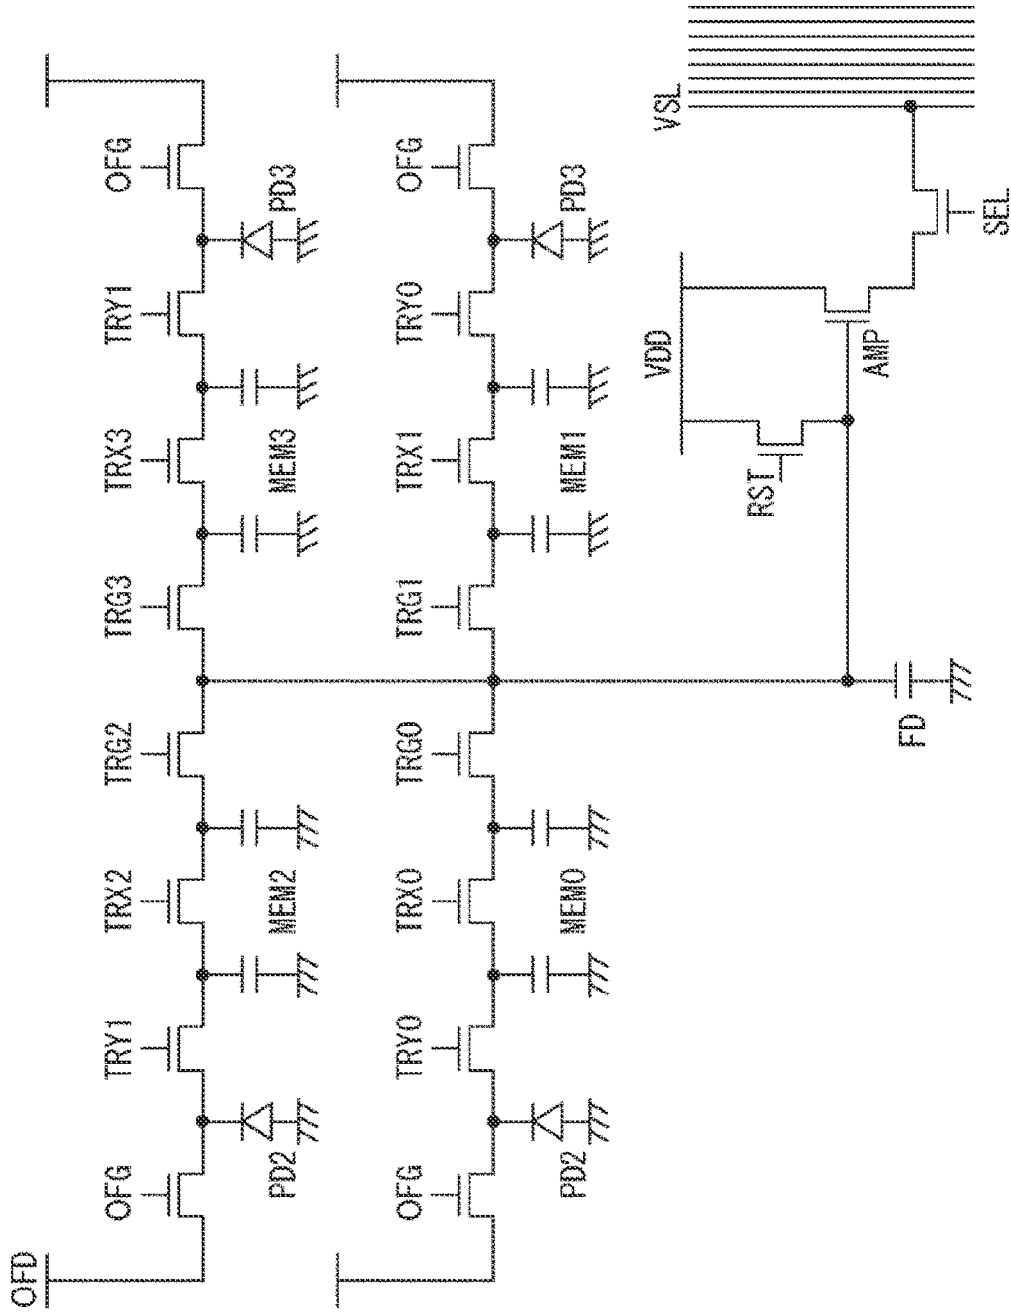 OFD
OFG
TRY1
TRX2
TRG2
TRG3
TRX3
TRY1
OFG
PD2
MEM2
MEM3
PD3
OFG
TRY0
TRX0
TRG0
TRG1
TRX1
TRY0
OFG
PD2
MEM0
MEM1
PD3
VDD
VSL
RST
AMP
FD
SEL